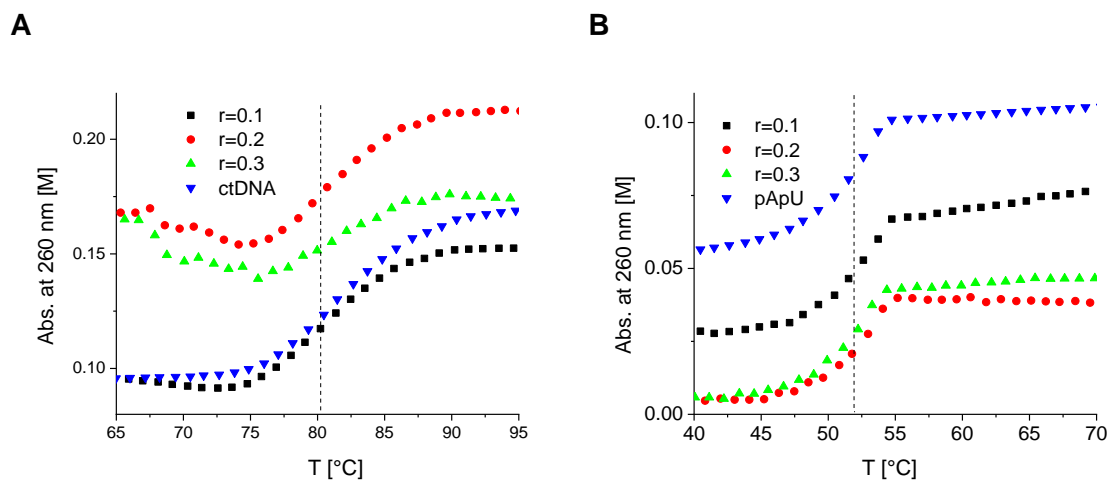 A
Abs. at 260 nm [M]
0.20
0.15
0.10
r=0.1
r=0.2
r=0.3
ctDNA
65 70 75 80 85 90 95
T [°C]
B
Abs. at 260 nm [M]
0.10
0.05
0.00
r=0.1
r=0.2
r=0.3
pApU
40 45 50 55 60 65 70
T [°C]